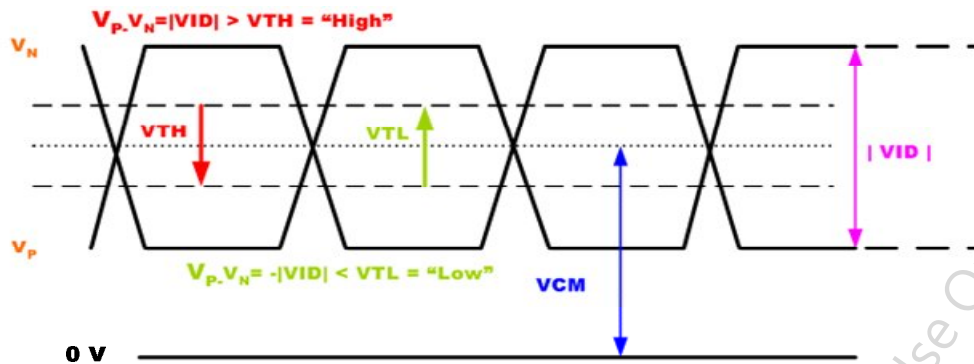 VP-VN=|VID| > VTH = “High”
VN
VTH
VTL
| VID |
VP
VP-VN= -|VID| < VTL = “Low”
VCM
0 V